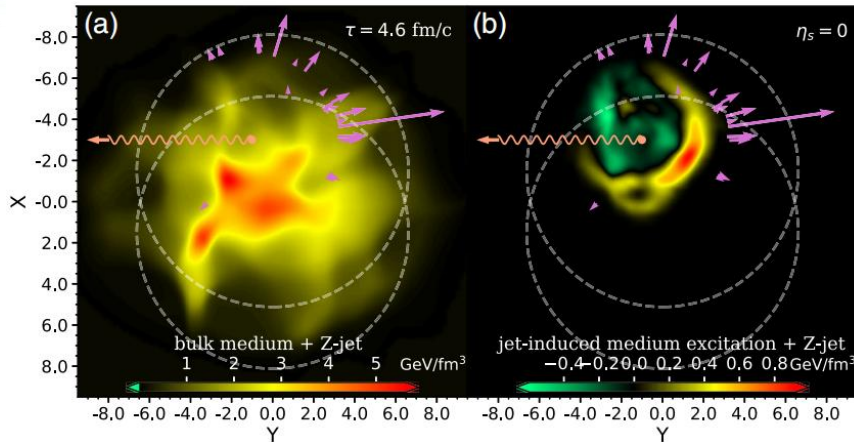 (a)
τ = 4.6 fm/c
(b)
ηs = 0
-8.0
-6.0
-4.0
-2.0
-0.0
2.0
4.0
6.0
8.0
X
bulk medium + Z-jet
1 2 3 4 5 GeV/fm³
jet-induced medium excitation + Z-jet
−0.4 −0.2 0.0 0.2 0.4 0.6 0.8 GeV/fm³
-8.0 -6.0 -4.0 -2.0 0.0 2.0 4.0 6.0 8.0
-8.0 -6.0 -4.0 -2.0 0.0 2.0 4.0 6.0 8.0
Y
Y